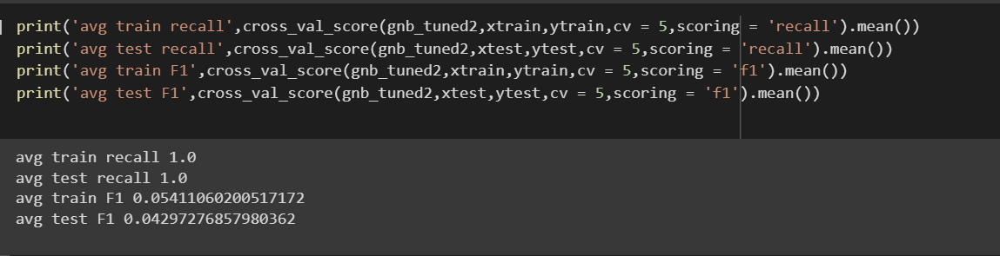 print('avg train recall',cross_val_score(gnb_tuned2,xtrain,ytrain,cv = 5,scoring = 'recall').mean())
print('avg test recall',cross_val_score(gnb_tuned2,xtest,ytest,cv = 5,scoring = 'recall').mean())
print('avg train F1',cross_val_score(gnb_tuned2,xtrain,ytrain,cv = 5,scoring = 'f1').mean())
print('avg test F1',cross_val_score(gnb_tuned2,xtest,ytest,cv = 5,scoring = 'f1').mean())
avg train recall 1.0
avg test recall 1.0
avg train F1 0.05411060200517172
avg test F1 0.04297276857980362